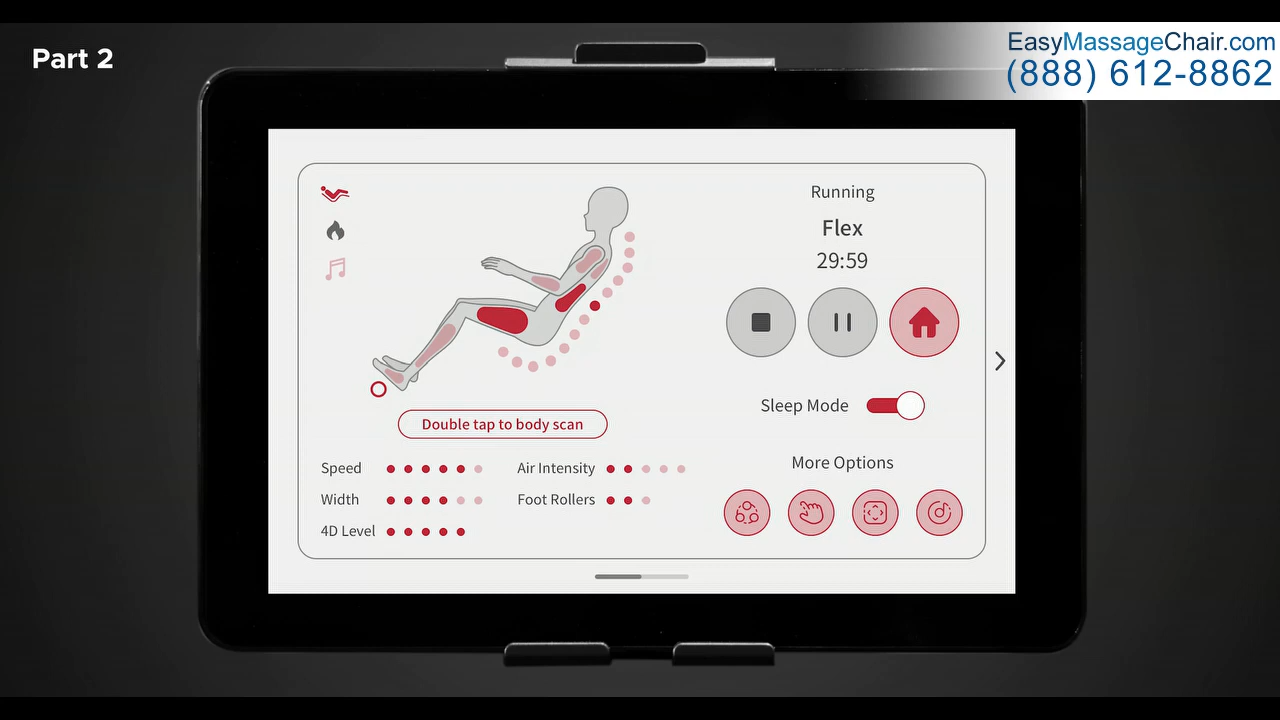 Part 2
EasyMassageChair.com
(888) 612-8862
Running
Flex
29:59
Double tap to body scan
Sleep Mode
Speed
Air Intensity
Width
Foot Rollers
4D Level
More Options